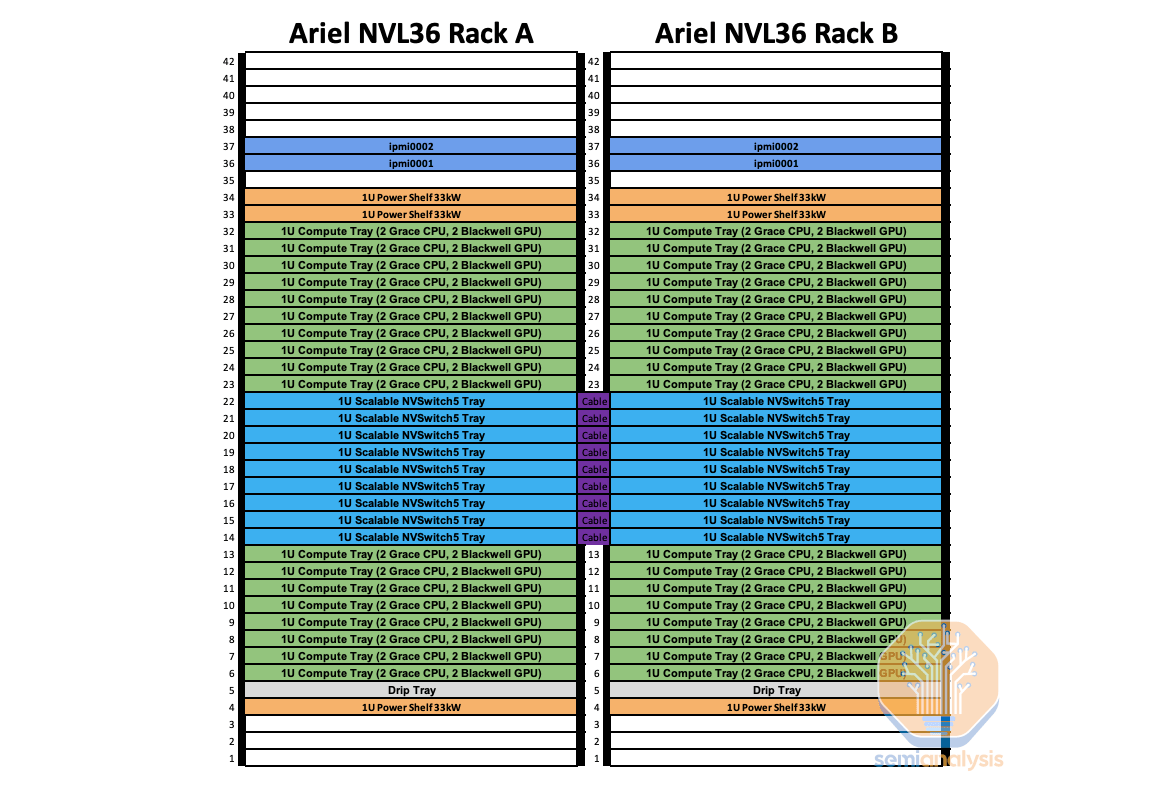 Ariel NVL36 Rack A Ariel NVL36 Rack B
42 42
41 41
40 40
39 39
38 38
37 ipmi0002 37 ipmi0002
36 ipmi0001 36 ipmi0001
35 35
34 1U Power Shelf 33kW 34 1U Power Shelf 33kW
33 1U Power Shelf 33kW 33 1U Power Shelf 33kW
32 1U Compute Tray (2 Grace CPU, 2 Blackwell GPU) 32 1U Compute Tray (2 Grace CPU, 2 Blackwell GPU)
31 1U Compute Tray (2 Grace CPU, 2 Blackwell GPU) 31 1U Compute Tray (2 Grace CPU, 2 Blackwell GPU)
30 1U Compute Tray (2 Grace CPU, 2 Blackwell GPU) 30 1U Compute Tray (2 Grace CPU, 2 Blackwell GPU)
29 1U Compute Tray (2 Grace CPU, 2 Blackwell GPU) 29 1U Compute Tray (2 Grace CPU, 2 Blackwell GPU)
28 1U Compute Tray (2 Grace CPU, 2 Blackwell GPU) 28 1U Compute Tray (2 Grace CPU, 2 Blackwell GPU)
27 1U Compute Tray (2 Grace CPU, 2 Blackwell GPU) 27 1U Compute Tray (2 Grace CPU, 2 Blackwell GPU)
26 1U Compute Tray (2 Grace CPU, 2 Blackwell GPU) 26 1U Compute Tray (2 Grace CPU, 2 Blackwell GPU)
25 1U Compute Tray (2 Grace CPU, 2 Blackwell GPU) 25 1U Compute Tray (2 Grace CPU, 2 Blackwell GPU)
24 1U Compute Tray (2 Grace CPU, 2 Blackwell GPU) 24 1U Compute Tray (2 Grace CPU, 2 Blackwell GPU)
23 1U Compute Tray (2 Grace CPU, 2 Blackwell GPU) 23 1U Compute Tray (2 Grace CPU, 2 Blackwell GPU)
22 1U Scalable NVSwitch5 Tray Cable 1U Scalable NVSwitch5 Tray
21 1U Scalable NVSwitch5 Tray Cable 1U Scalable NVSwitch5 Tray
20 1U Scalable NVSwitch5 Tray Cable 1U Scalable NVSwitch5 Tray
19 1U Scalable NVSwitch5 Tray Cable 1U Scalable NVSwitch5 Tray
18 1U Scalable NVSwitch5 Tray Cable 1U Scalable NVSwitch5 Tray
17 1U Scalable NVSwitch5 Tray Cable 1U Scalable NVSwitch5 Tray
16 1U Scalable NVSwitch5 Tray Cable 1U Scalable NVSwitch5 Tray
15 1U Scalable NVSwitch5 Tray Cable 1U Scalable NVSwitch5 Tray
14 1U Scalable NVSwitch5 Tray Cable 1U Scalable NVSwitch5 Tray
13 1U Compute Tray (2 Grace CPU, 2 Blackwell GPU) 13 1U Compute Tray (2 Grace CPU, 2 Blackwell GPU)
12 1U Compute Tray (2 Grace CPU, 2 Blackwell GPU) 12 1U Compute Tray (2 Grace CPU, 2 Blackwell GPU)
11 1U Compute Tray (2 Grace CPU, 2 Blackwell GPU) 11 1U Compute Tray (2 Grace CPU, 2 Blackwell GPU)
10 1U Compute Tray (2 Grace CPU, 2 Blackwell GPU) 10 1U Compute Tray (2 Grace CPU, 2 Blackwell GPU)
9 1U Compute Tray (2 Grace CPU, 2 Blackwell GPU) 9 1U Compute Tray (2 Grace CPU, 2 Blackwell GPU)
8 1U Compute Tray (2 Grace CPU, 2 Blackwell GPU) 8 1U Compute Tray (2 Grace CPU, 2 Blackwell GPU)
7 1U Compute Tray (2 Grace CPU, 2 Blackwell GPU) 7 1U Compute Tray (2 Grace CPU, 2 Blackwell GPU)
6 1U Compute Tray (2 Grace CPU, 2 Blackwell GPU) 6 1U Compute Tray (2 Grace CPU, 2 Blackwell GPU)
5 Drip Tray 5 Drip Tray
4 1U Power Shelf 33kW 4 1U Power Shelf 33kW
3 3
2 2
1 1
semianalysis